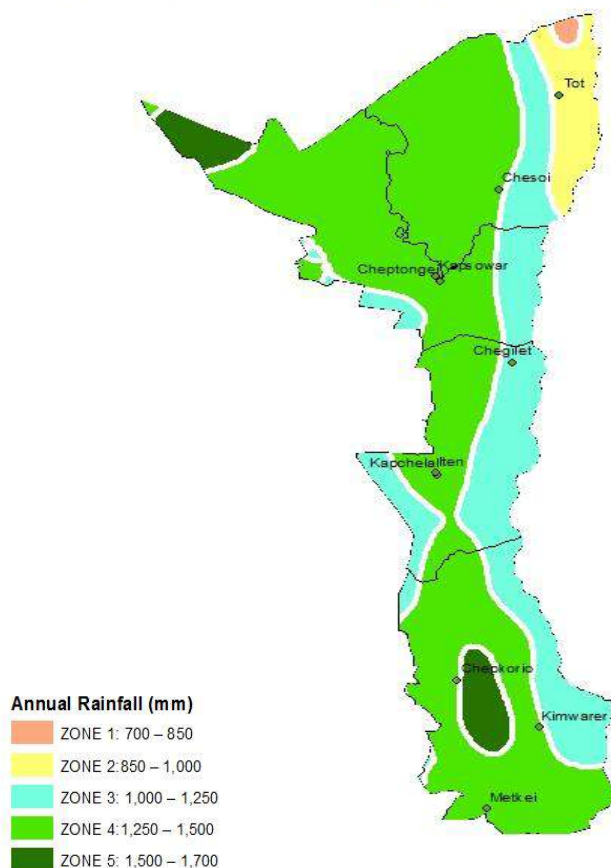 Tot
Chesoi
Cheptongei
Kapsowar
Chegilet
Kapchelal
Iten
Chepkorio
Kimwarer
Metkei
Annual Rainfall (mm)
ZONE 1: 700 – 850
ZONE 2:850 – 1,000
ZONE 3: 1,000 – 1,250
ZONE 4:1,250 – 1,500
ZONE 5: 1,500 – 1,700